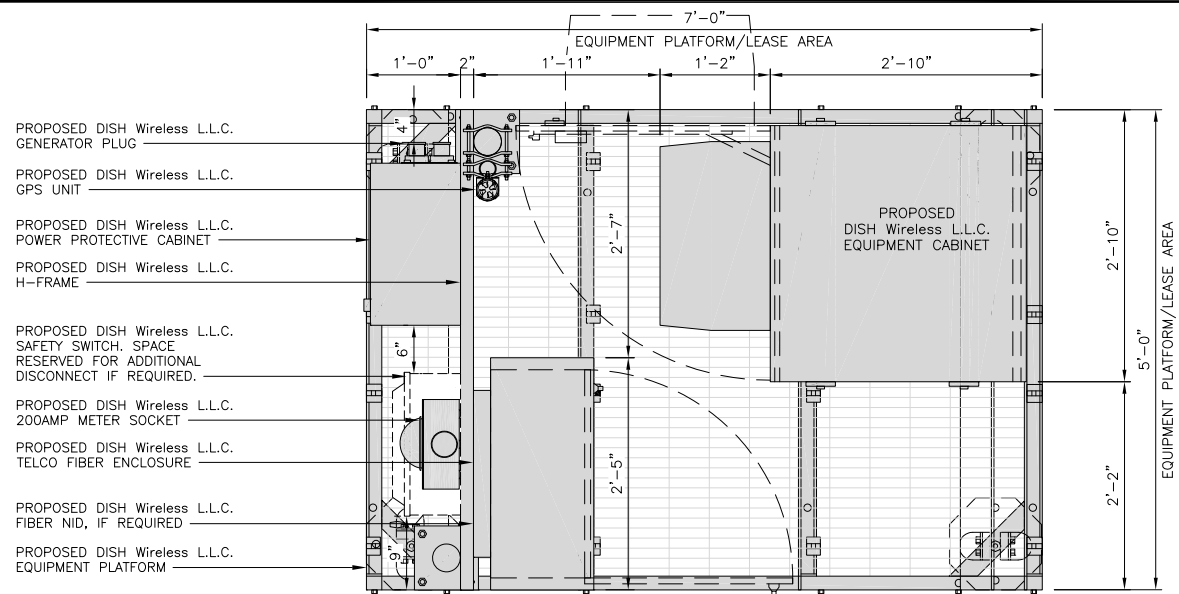 7'-0"
EQUIPMENT PLATFORM/LEASE AREA
1'-0"
2"
1'-11"
1'-2"
2'-10"
PROPOSED DISH Wireless L.L.C.
GENERATOR PLUG
PROPOSED DISH Wireless L.L.C.
GPS UNIT
PROPOSED DISH Wireless L.L.C.
POWER PROTECTIVE CABINET
PROPOSED DISH Wireless L.L.C.
H-FRAME
PROPOSED DISH Wireless L.L.C.
SAFETY SWITCH. SPACE
RESERVED FOR ADDITIONAL
DISCONNECT IF REQUIRED.
PROPOSED DISH Wireless L.L.C.
200AMP METER SOCKET
PROPOSED DISH Wireless L.L.C.
TELCO FIBER ENCLOSURE
PROPOSED DISH Wireless L.L.C.
FIBER NID, IF REQUIRED
PROPOSED DISH Wireless L.L.C.
EQUIPMENT PLATFORM
4"
6"
9"
2'-7"
2'-5"
PROPOSED
DISH Wireless L.L.C.
EQUIPMENT CABINET
2'-10"
2'-2"
5'-0"
EQUIPMENT PLATFORM/LEASE AREA